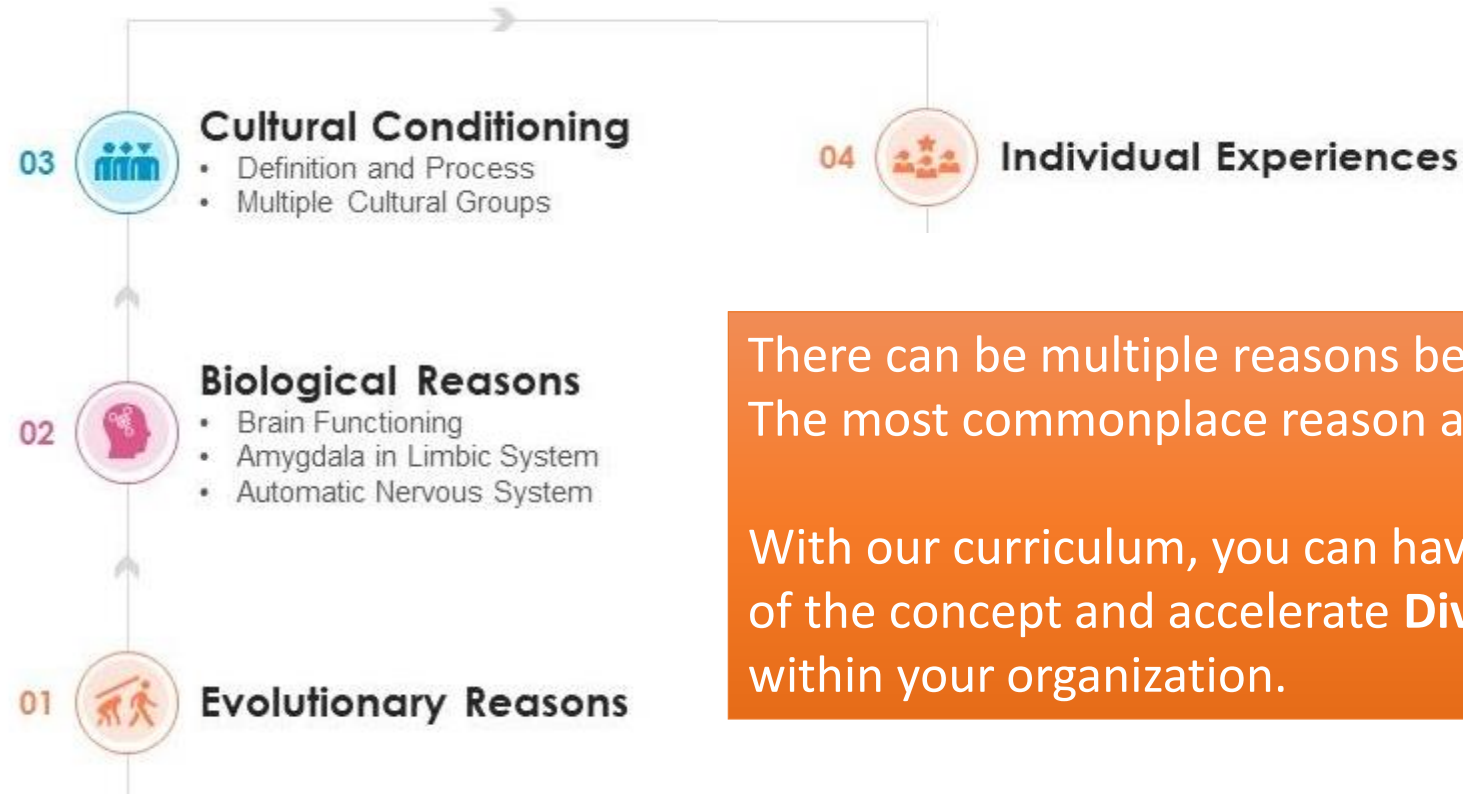 03
Cultural Conditioning
• Definition and Process
• Multiple Cultural Groups
04
Individual Experiences
02
Biological Reasons
• Brain Functioning
• Amygdala in Limbic System
• Automatic Nervous System
01
Evolutionary Reasons
There can be multiple reasons be
The most commonplace reason a
With our curriculum, you can hav
of the concept and accelerate Div
within your organization.